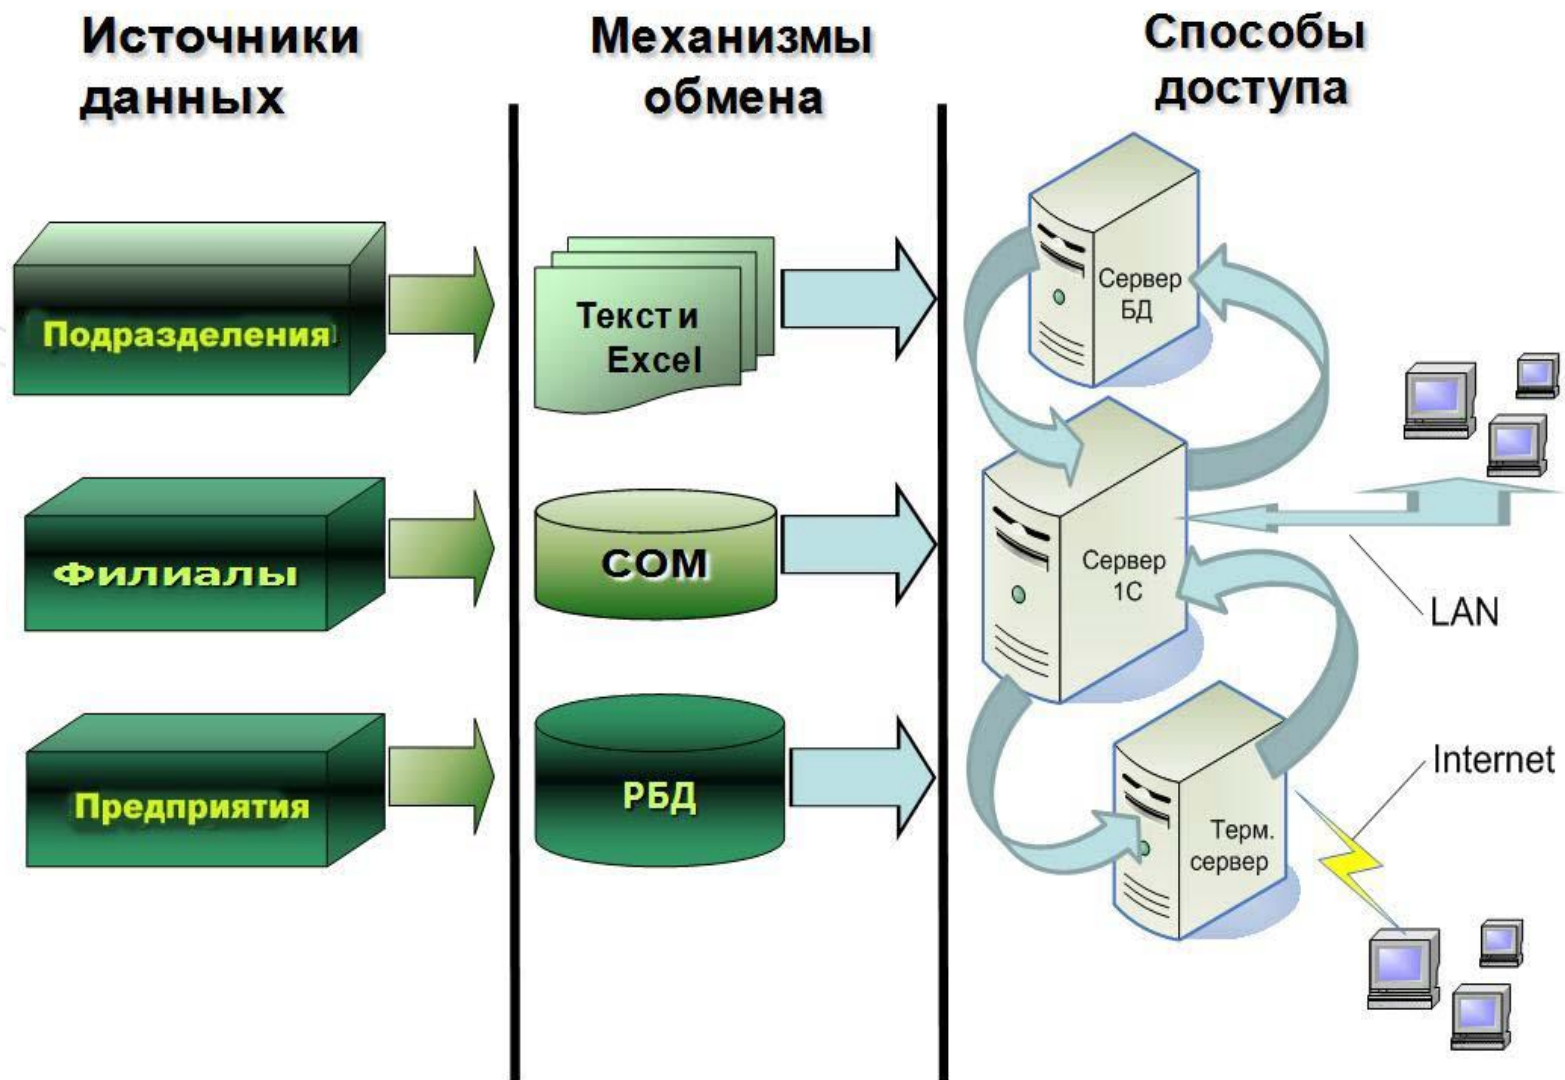 Источники
данных
Механизмы
обмена
Способы
доступа
Подразделения
Текст и
Excel
Сервер
БД
Филиалы
COM
Сервер
1С
LAN
Предприятия
РБД
Терм.
сервер
Internet